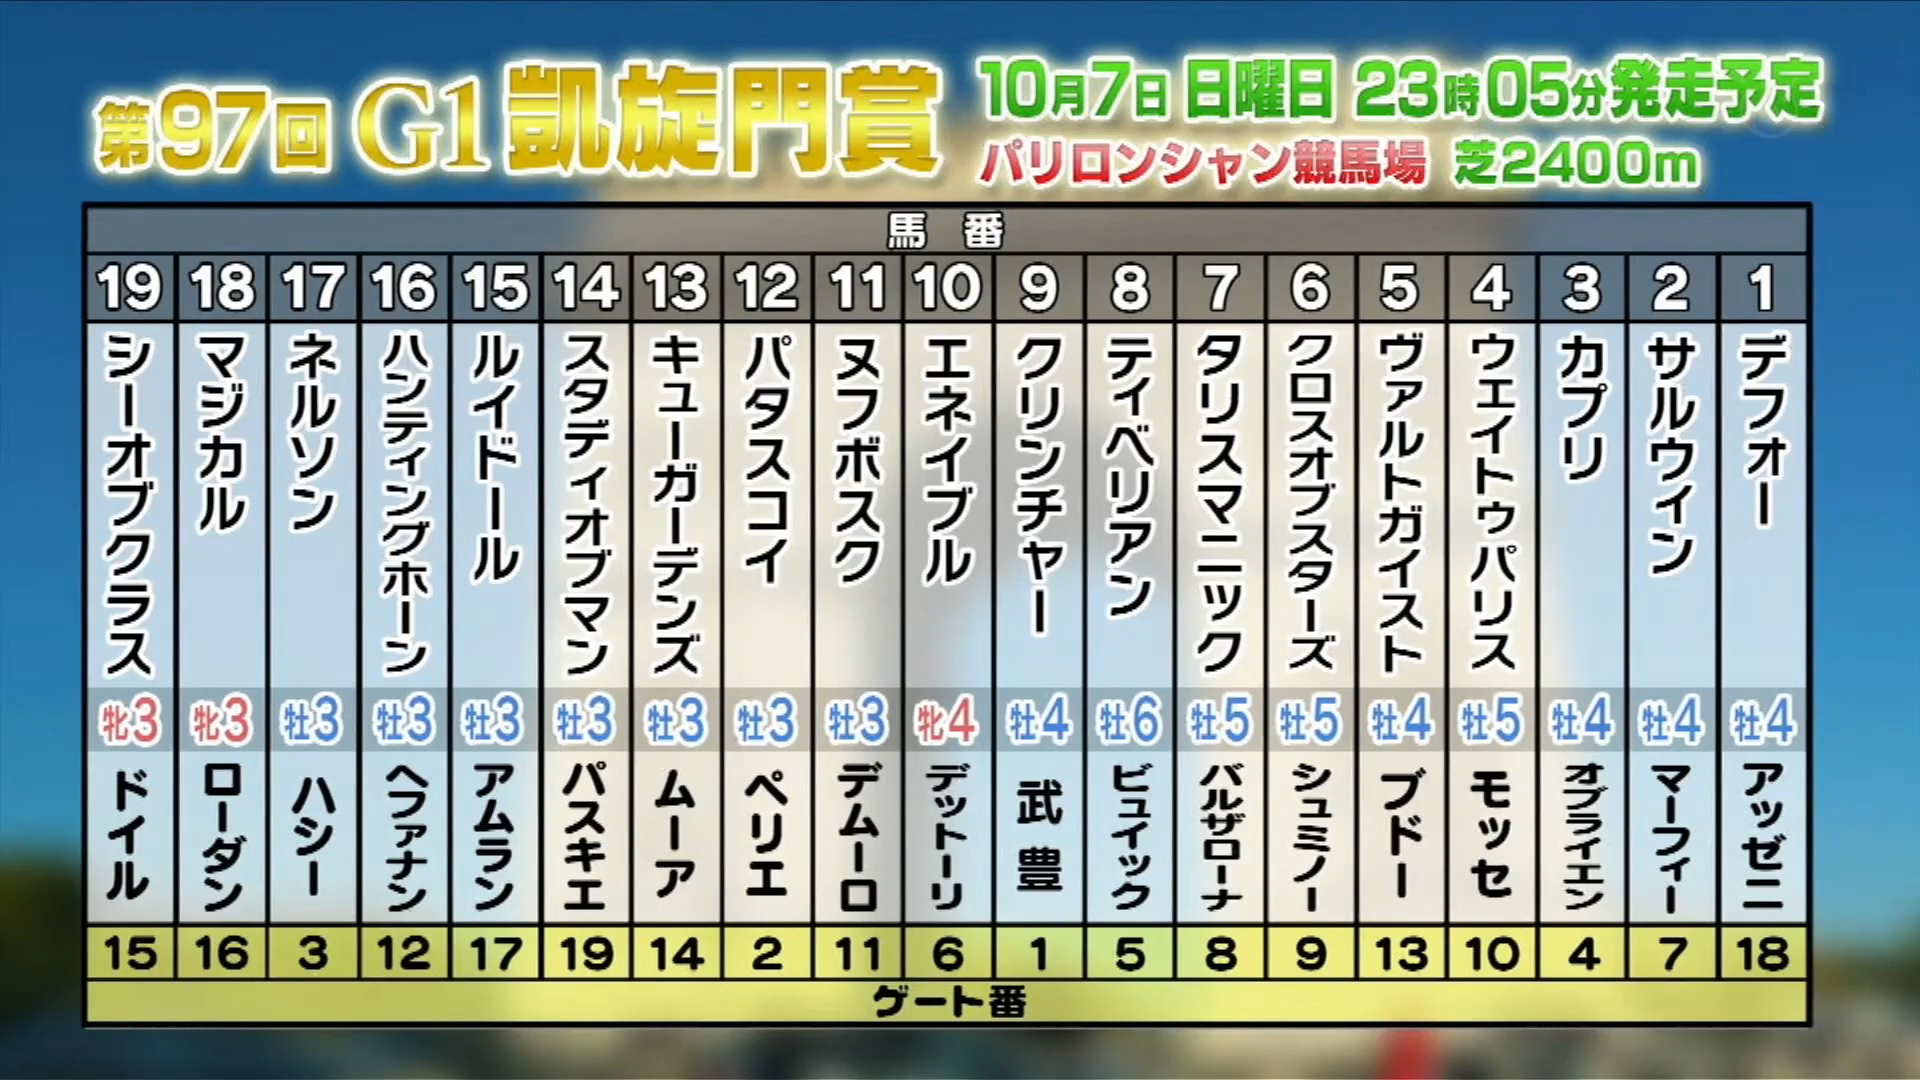 第97回 G1 凱旋門賞
10月7日 日曜日 23時05分発走予定
パリロンシャン競馬場 芝2400m
馬番
19 18 17 16 15 14 13 12 11 10 9 8 7 6 5 4 3 2 1
デフォー
サルウィン
カプリ
ウェイトゥパリス
ヴァルトガイスト
クロスオブスターズ
タリスマニック
ティベリアン
クリンチャー
エネイブル
ヌフボスク
パタスコイ
キューガーデンズ
スタディオブマン
ルイドール
ハンティングホーン
ネルソン
マジカル
シーオブクラス
牝3 牝3 牡3 牡3 牡3 牡3 牡3 牡3 牡3 牝4 牡4 牡6 牡5 牡5 牡4 牡5 牡4 牡4 牡4
アッゼニ
マーフィー
オブライエン
モッセ
ブドー
シュミノー
バルザローナ
ビュイック
武豊
デットーリ
デムーロ
ペリエ
ムーア
パスキエ
アムラン
ヘファナン
ハシー
ローダン
ドイル
15 16 3 12 17 19 14 2 11 6 1 5 8 9 13 10 4 7 18
ゲート番